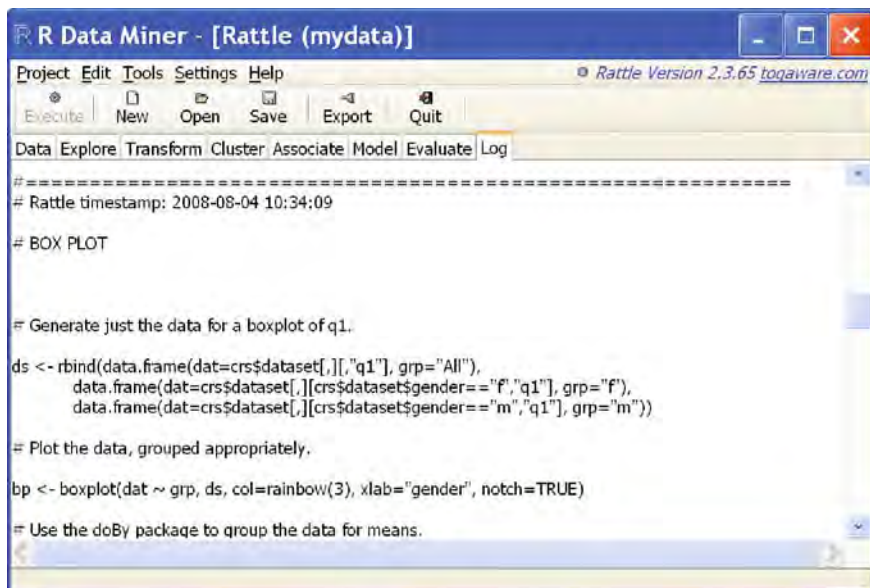 R R Data Miner - [Rattle (mydata)]
Project Edit Tools Settings Help
Rattle Version 2.3.65 togaware.com
Execute New Open Save Export Quit
Data Explore Transform Cluster Associate Model Evaluate Log
#===========================================================
# Rattle timestamp: 2008-08-04 10:34:09
# BOX PLOT
# Generate just the data for a boxplot of q1.
ds <- rbind(data.frame(dat=crs$dataset[,][,"q1"], grp="All"),
data.frame(dat=crs$dataset[,][crs$dataset$gender=="f","q1"], grp="f"),
data.frame(dat=crs$dataset[,][crs$dataset$gender=="m","q1"], grp="m"))
# Plot the data, grouped appropriately.
bp <- boxplot(dat ~ grp, ds, col=rainbow(3), xlab="gender", notch=TRUE)
# Use the doBy package to group the data for means.